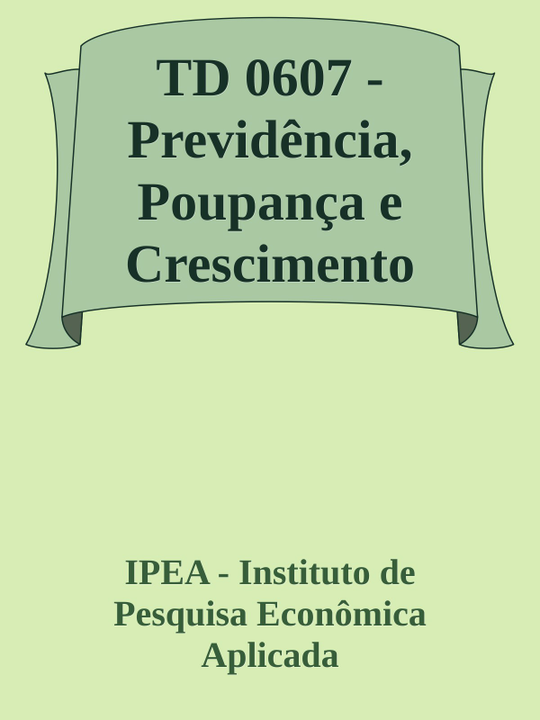 TD 0607 -
Previdência,
Poupança e
Crescimento
IPEA - Instituto de
Pesquisa Econômica
Aplicada